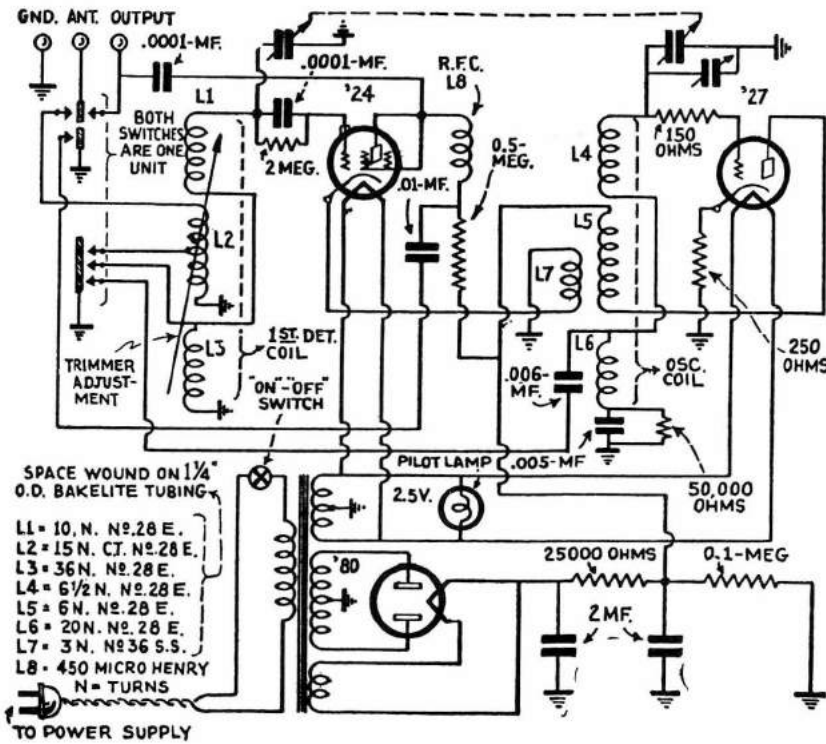 GND. ANT. OUTPUT
.0001-MF.
.0001-MF.
R.F.C.
L8
L1
'24
'27
BOTH
SWITCHES
ARE ONE
UNIT
2 MEG.
0.5-
MEG.
150
OHMS
.01-MF.
L4
L2
L5
L7
L3
1ST. DET.
COIL
L6
250
OHMS
TRIMMER
ADJUST-
MENT
"ON"-"OFF"
SWITCH
.006-
MF.
OSC.
COIL
SPACE WOUND ON 1¼"
O.D. BAKELITE TUBING
PILOT LAMP
.005-MF
50,000
OHMS
2.5V.
L1 = 10, N. No. 28 E.
L2 = 15 N. CT. No. 28 E.
L3 = 36 N. No. 28 E.
L4 = 6½ N. No. 28 E.
L5 = 6 N. No. 28 E.
L6 = 20 N. No. 28 E.
L7 = 3 N. No 36 S.S.
L8 = 450 MICRO HENRY
N = TURNS
'80
25000 OHMS
0.1-MEG
2 MF.
TO POWER SUPPLY